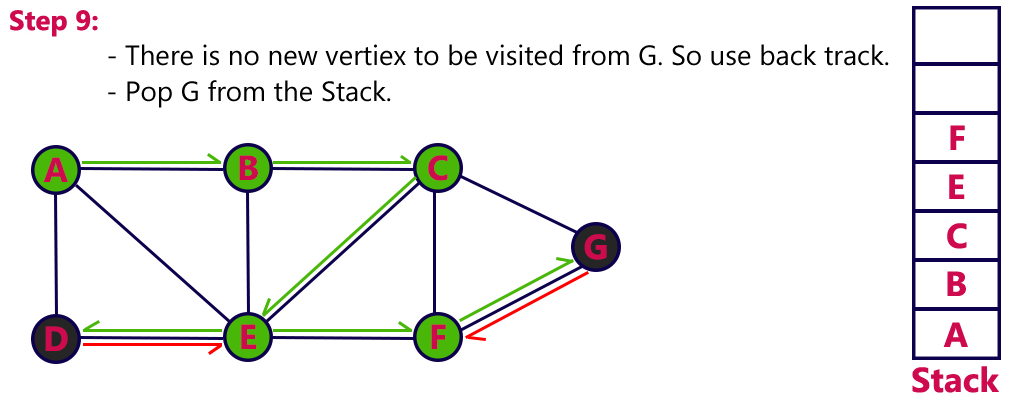 Step 9:
- There is no new vertiex to be visited from G. So use back track.
- Pop G from the Stack.
A
B
C
G
D
E
F
F
E
C
B
A
Stack